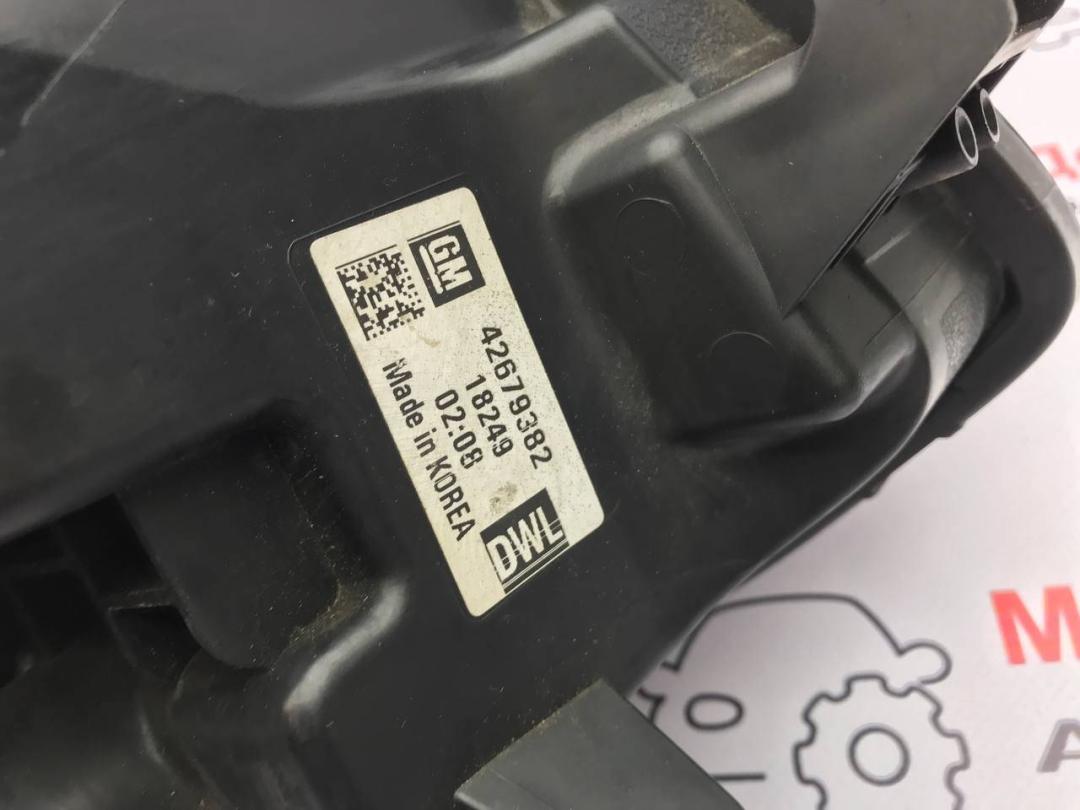 GM
42679382
18249
02:08
Made in KOREA
DWL